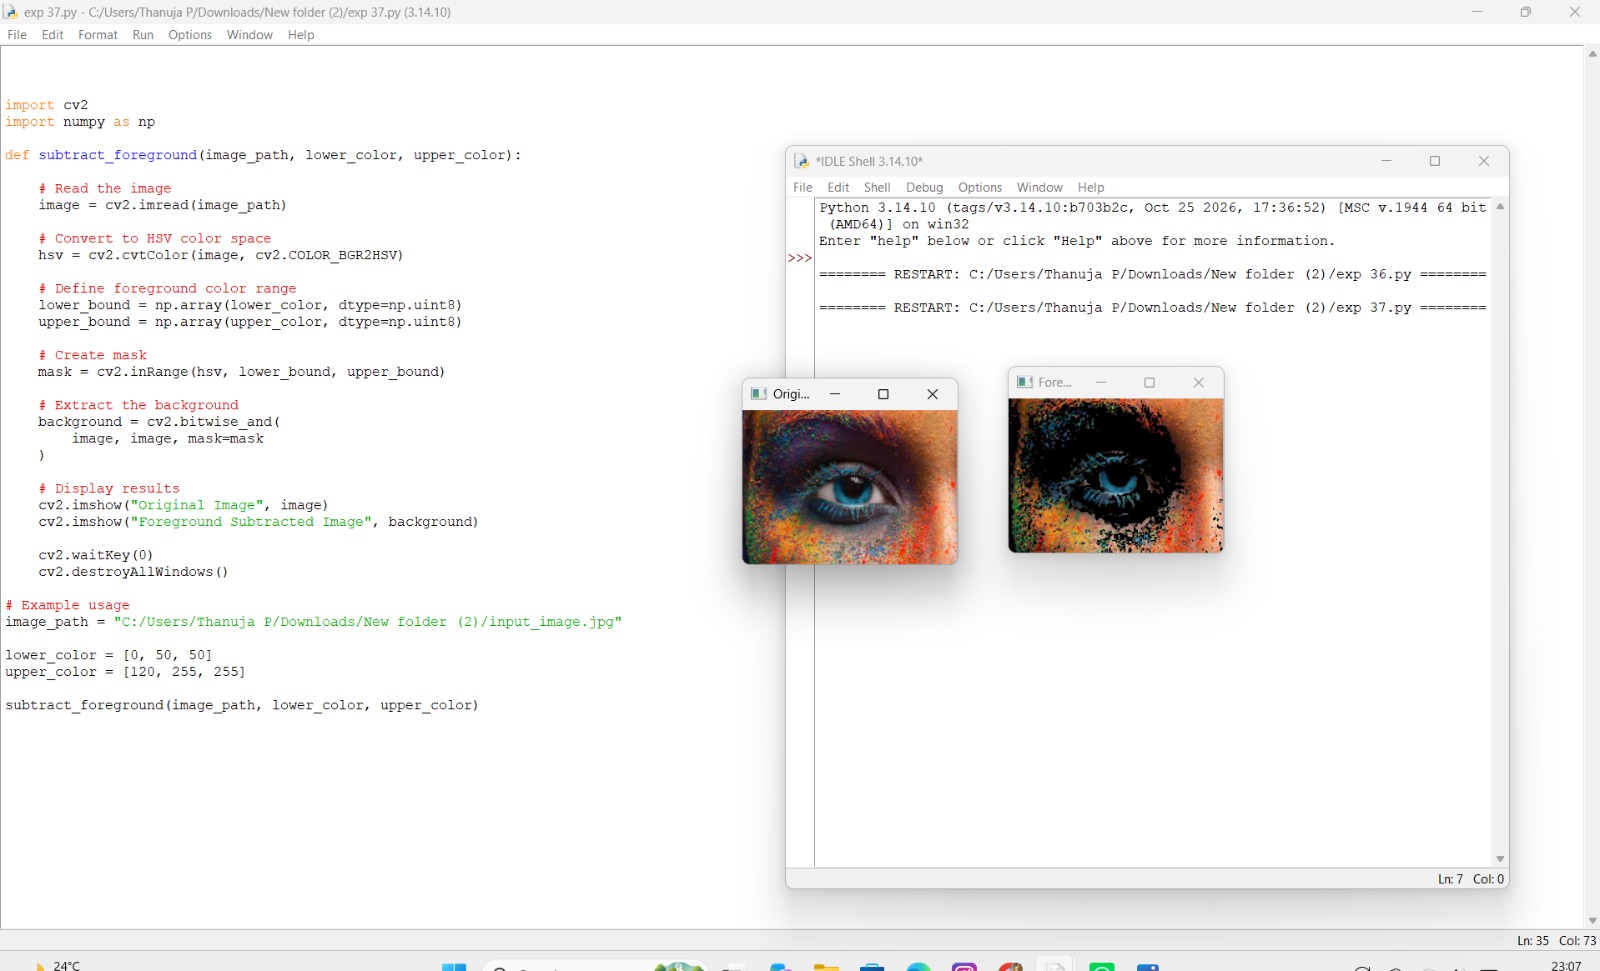 exp 37.py - C:/Users/Thanuja P/Downloads/New folder (2)/exp 37.py (3.14.10)
File Edit Format Run Options Window Help
import cv2
import numpy as np
def subtract_foreground(image_path, lower_color, upper_color):
    # Read the image
    image = cv2.imread(image_path)
    # Convert to HSV color space
    hsv = cv2.cvtColor(image, cv2.COLOR_BGR2HSV)
    # Define foreground color range
    lower_bound = np.array(lower_color, dtype=np.uint8)
    upper_bound = np.array(upper_color, dtype=np.uint8)
    # Create mask
    mask = cv2.inRange(hsv, lower_bound, upper_bound)
    # Extract the background
    background = cv2.bitwise_and(
        image, image, mask=mask
    )
    # Display results
    cv2.imshow("Original Image", image)
    cv2.imshow("Foreground Subtracted Image", background)
    cv2.waitKey(0)
    cv2.destroyAllWindows()
# Example usage
image_path = "C:/Users/Thanuja P/Downloads/New folder (2)/input_image.jpg"
lower_color = [0, 50, 50]
upper_color = [120, 255, 255]
subtract_foreground(image_path, lower_color, upper_color)
*IDLE Shell 3.14.10*
File Edit Shell Debug Options Window Help
Python 3.14.10 (tags/v3.14.10:b703b2c, Oct 25 2026, 17:36:52) [MSC v.1944 64 bit
(AMD64)] on win32
Enter "help" below or click "Help" above for more information.
>>>
======== RESTART: C:/Users/Thanuja P/Downloads/New folder (2)/exp 36.py ========
======== RESTART: C:/Users/Thanuja P/Downloads/New folder (2)/exp 37.py ========
Origi...
Fore...
Ln: 7 Col: 0
Ln: 35 Col: 73
24°C
23:07